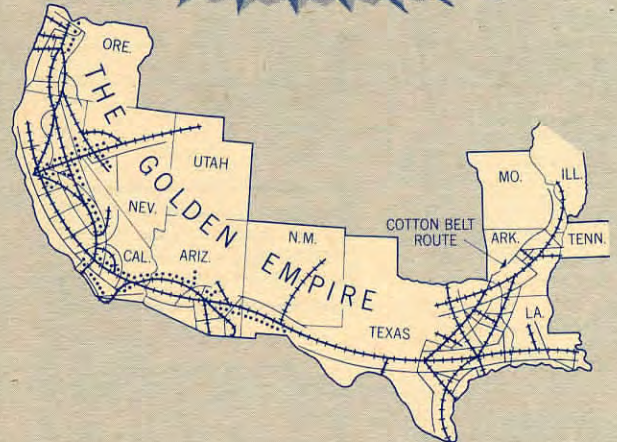 ORE.
THE
GOLDEN
EMPIRE
UTAH
NEV.
CAL.
ARIZ.
N.M.
TEXAS
MO.
ILL.
COTTON BELT
ROUTE
ARK.
TENN.
LA.